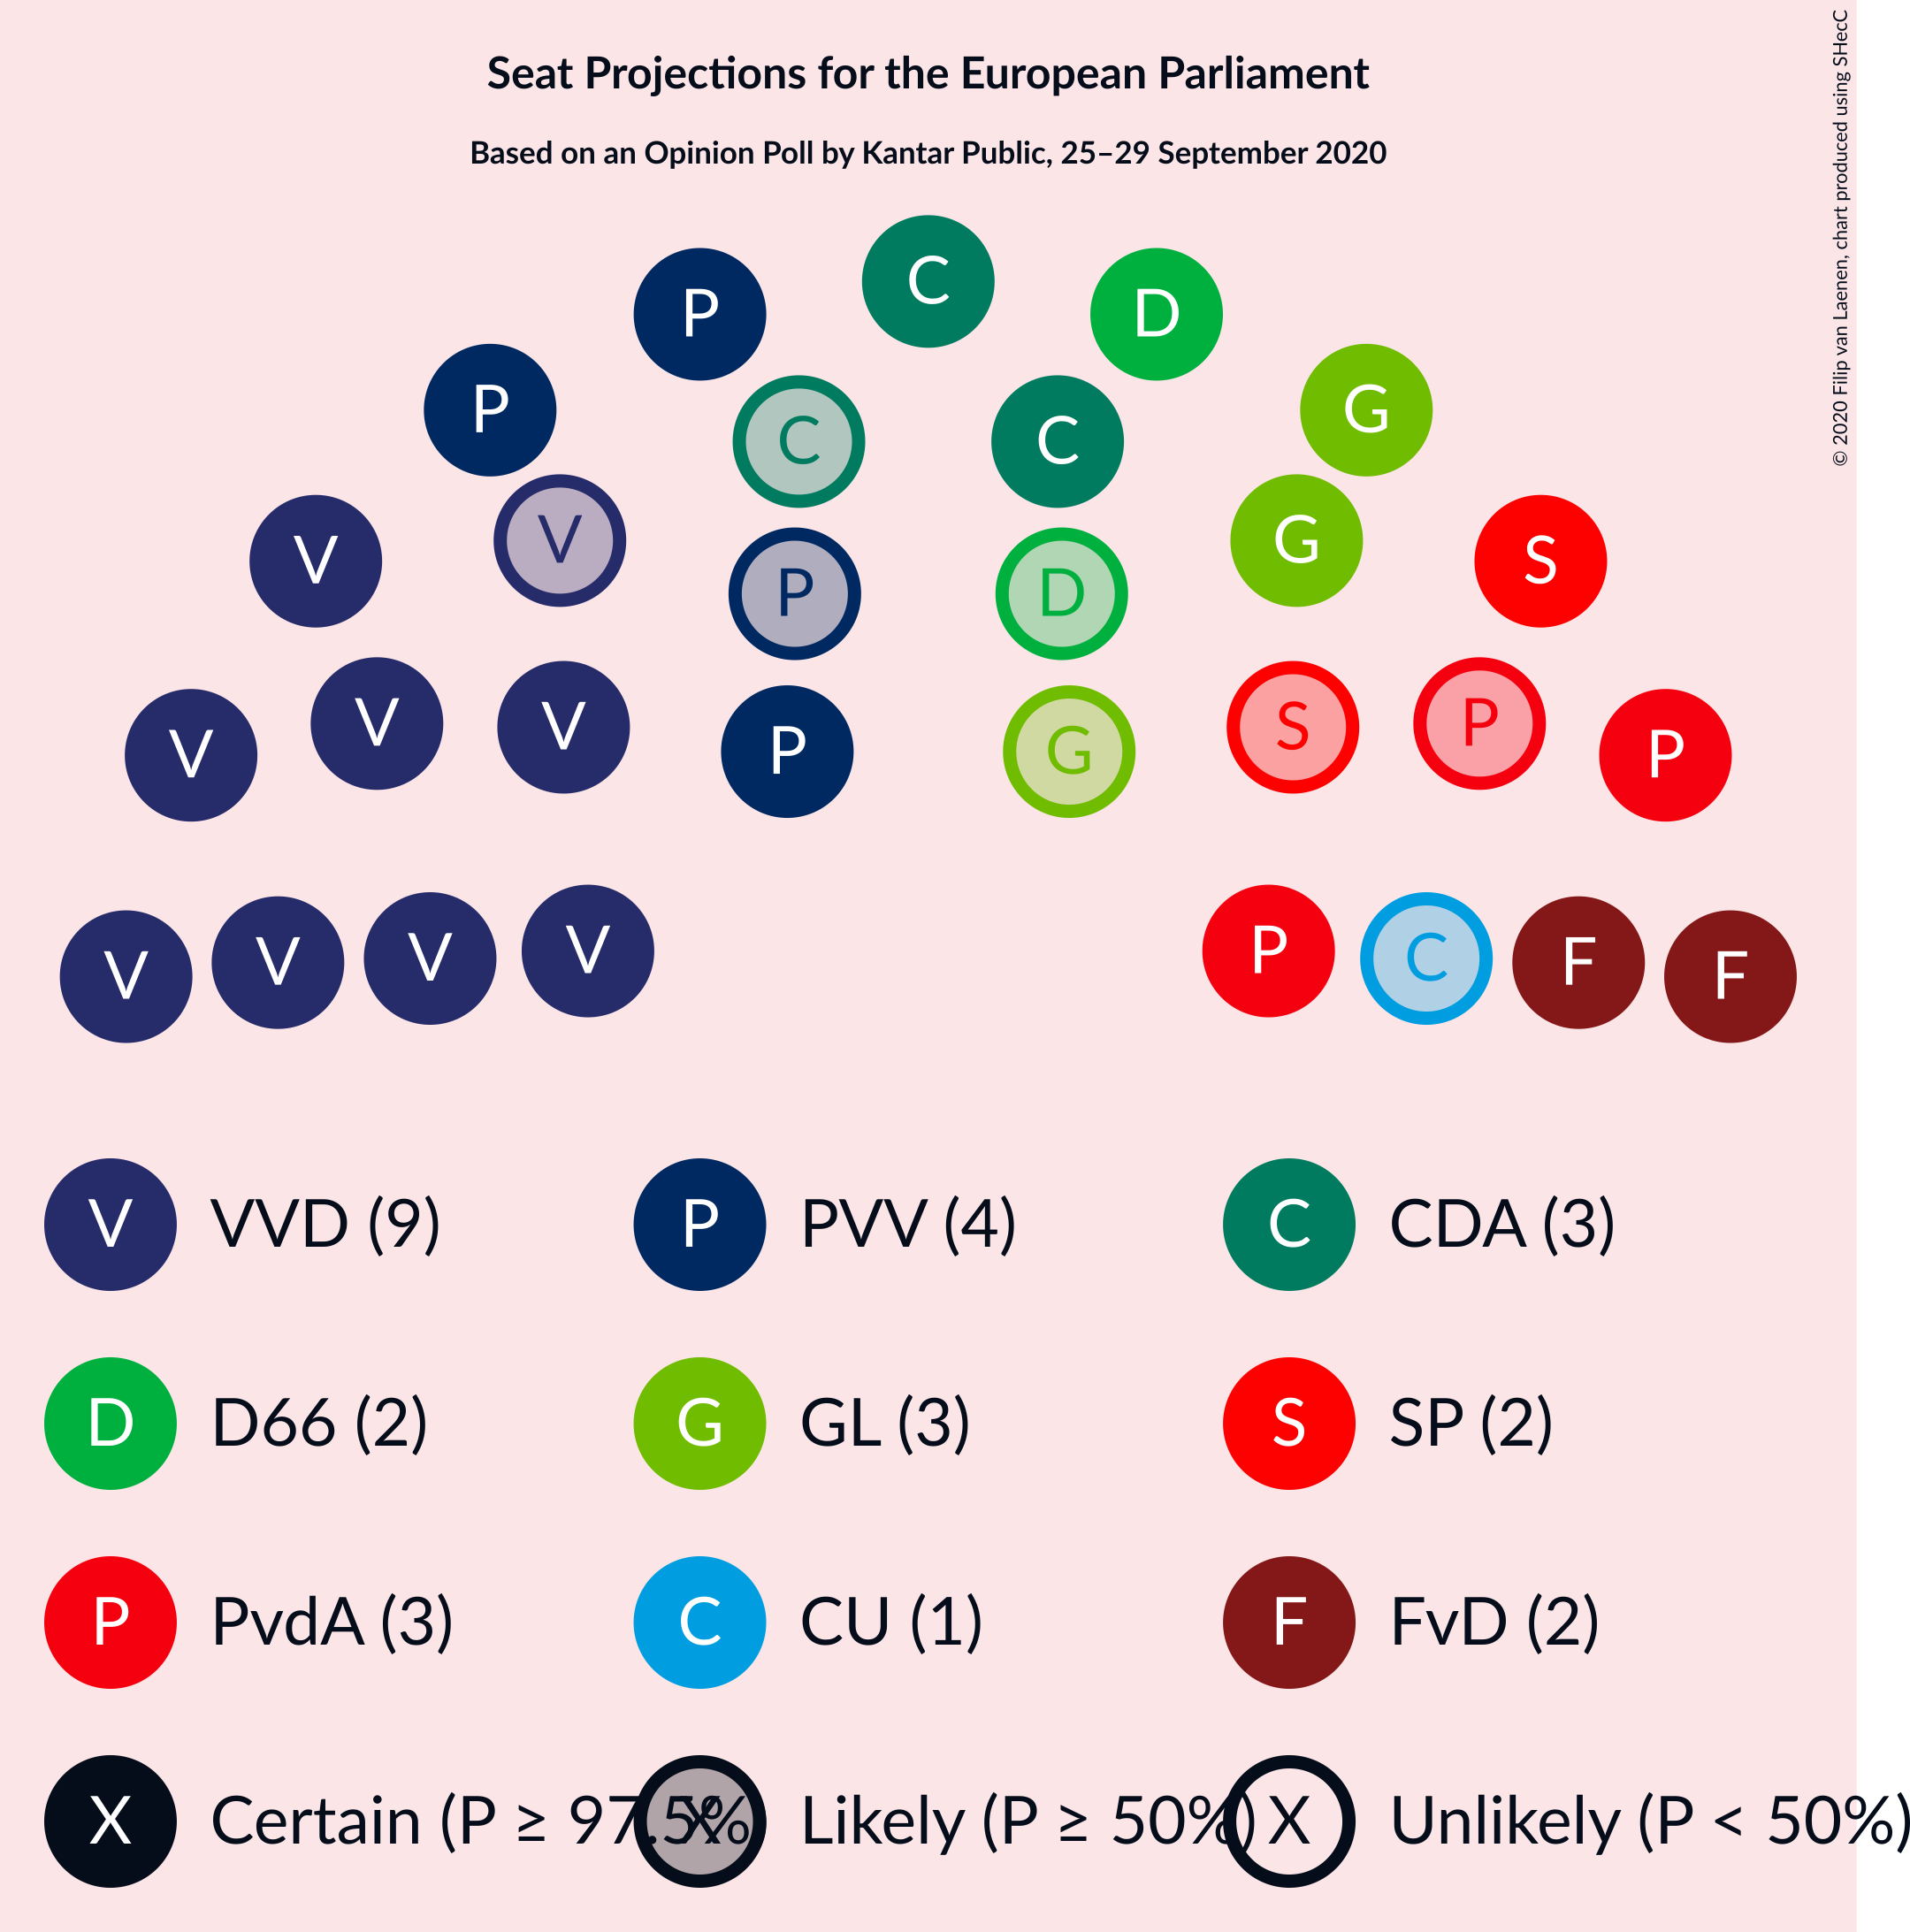 Seat Projections for the European Parliament
Based on an Opinion Poll by Kantar Public, 25–29 September 2020
© 2020 Filip van Laenen, chart produced using SHecC
C
P D
P G
C C
V G
V S
P D
V V S P
P G
V P
V V V V P C F F
V VVD (9) P PVV (4) C CDA (3)
D D66 (2) G GL (3) S SP (2)
P PvdA (3) C CU (1) F FvD (2)
X Certain (P ≥ 97.5%) X Likely (P ≥ 50%) X Unlikely (P < 50%)